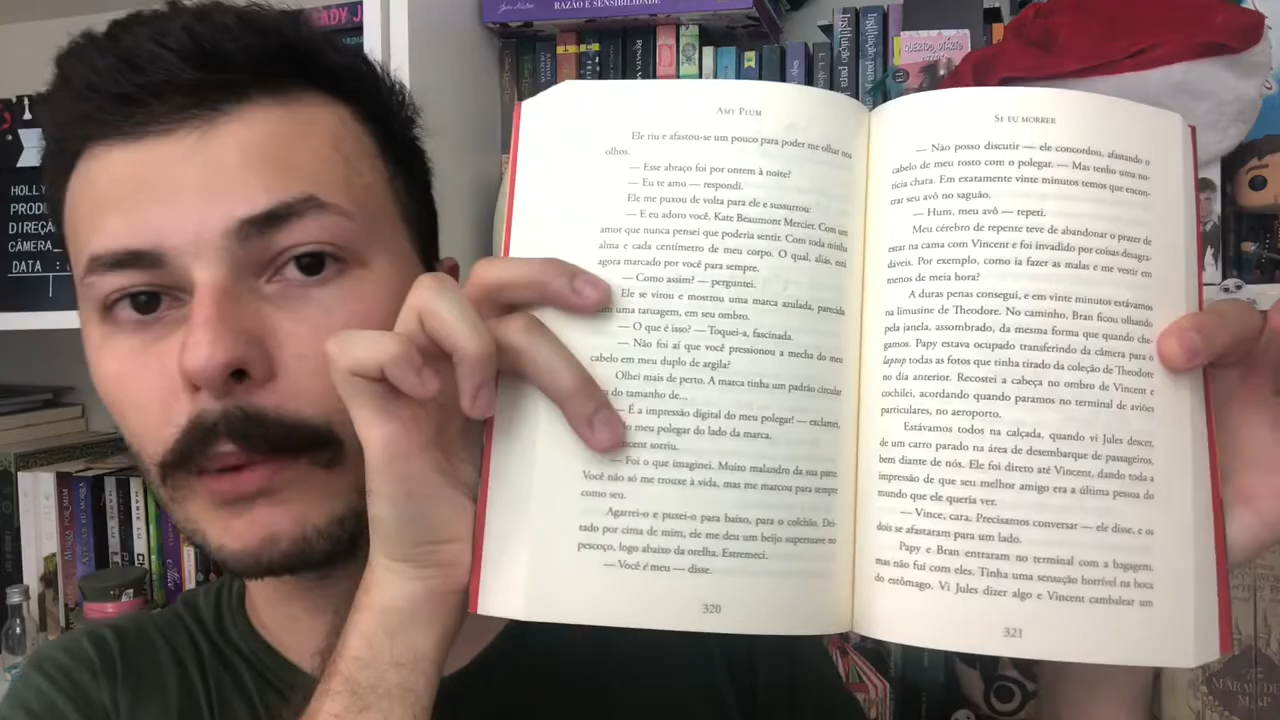 RAZÃO E SENSIBILIDADE
LADY J
HOLLY
PROD
DIREÇÃ
CÂMERA
DATA :
QUERIDO, DIÁRIO
MORRA POR MIM
ATÉ QUE EU MORRA
MARIE LU
MARIE LU
MARAUDER
MAP
AMY PLUM
Ele riu e afastou-se um pouco para poder me olhar nos
olhos.
— Esse abraço foi por ontem à noite?
— Eu te amo — respondi.
Ele me puxou de volta para ele e sussurrou:
— E eu adoro você, Kate Beaumont Mercier. Com um
amor que nunca pensei que poderia sentir. Com toda minha
alma e cada centímetro de meu corpo. O qual, aliás, está
agora marcado por você para sempre.
— Como assim? — perguntei.
Ele se virou e mostrou uma marca azulada, parecida
uma tatuagem, em seu ombro.
— O que é isso? — Toquei-a, fascinada.
— Não foi aí que você pressionou a mecha do meu
cabelo em meu duplo de argila?
Olhei mais de perto. A marca tinha um padrão circular
do tamanho de...
— É a impressão digital do meu polegar! — exclamei,
o meu polegar do lado da marca.
ncent sorriu.
— Foi o que imaginei. Muito malandro da sua parte.
Você não só me trouxe à vida, mas me marcou para sempre
como seu.
Agarrei-o e puxei-o para baixo, para o colchão. Dei-
tado por cima de mim, ele me deu um beijo supersuave no
pescoço, logo abaixo da orelha. Estremeci.
— Você é meu — disse.
320
SE EU MORRER
— Não posso discutir — ele concordou, afastando o
cabelo de meu rosto com o polegar. — Mas tenho uma no-
tícia chata. Em exatamente vinte minutos temos que encon-
trar seu avô no saguão.
— Hum, meu avô — repeti.
Meu cérebro de repente teve de abandonar o prazer de
estar na cama com Vincent e foi invadido por coisas desagra-
dáveis. Por exemplo, como ia fazer as malas e me vestir em
menos de meia hora?
A duras penas consegui, e em vinte minutos estávamos
na limusine de Theodore. No caminho, Bran ficou olhando
pela janela, assombrado, da mesma forma que quando che-
gamos. Papy estava ocupado transferindo da câmera para o
laptop todas as fotos que tinha tirado da coleção de Theodore
no dia anterior. Recostei a cabeça no ombro de Vincent e
cochilei, acordando quando paramos no terminal de aviões
particulares, no aeroporto.
Estávamos todos na calçada, quando vi Jules descer
de um carro parado na área de desembarque de passageiros,
bem diante de nós. Ele foi direto até Vincent, dando toda a
impressão de que seu melhor amigo era a última pessoa do
mundo que ele queria ver.
— Vince, cara. Precisamos conversar — ele disse, e os
dois se afastaram para um lado.
Papy e Bran entraram no terminal com a bagagem,
mas não fui com eles. Tinha uma sensação horrível na boca
do estômago. Vi Jules dizer algo e Vincent cambalear um
321